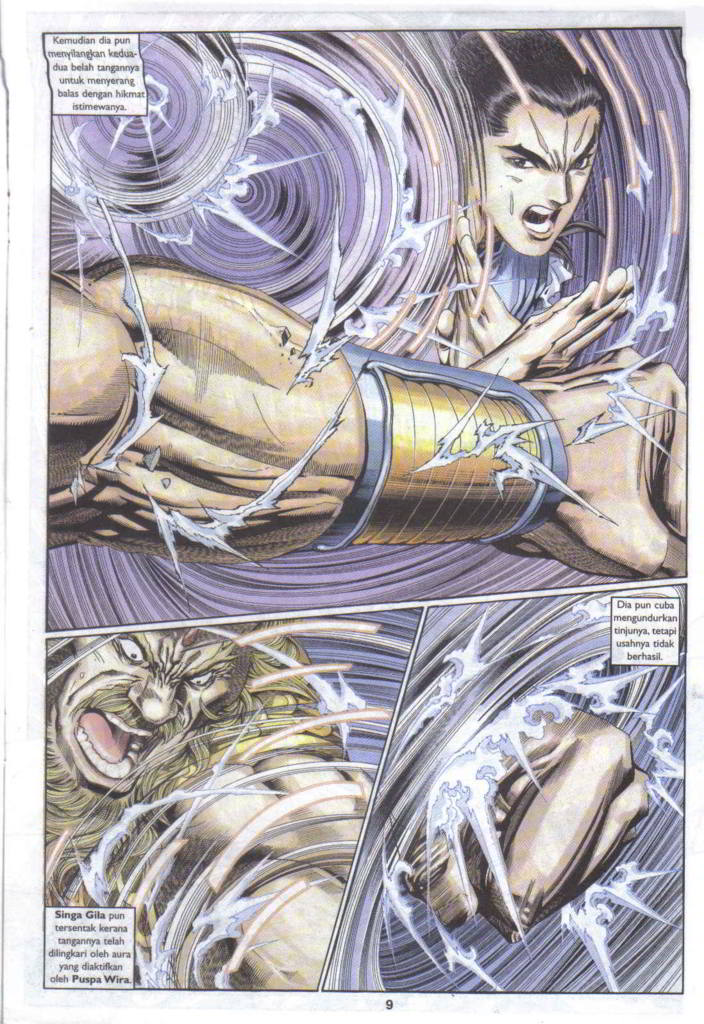 Kemudian dia pun
menyilangkan kedua-
dua belah tangannya
untuk menyerang
balas dengan hikmat
istimewanya.
Dia pun cuba
mengundurkan
tinjunya, tetapi
usahnya tidak
berhasil.
Singa Gila pun
tersentak kerana
tangannya telah
dilingkari oleh aura
yang diaktifkan
oleh Puspa Wira.
9